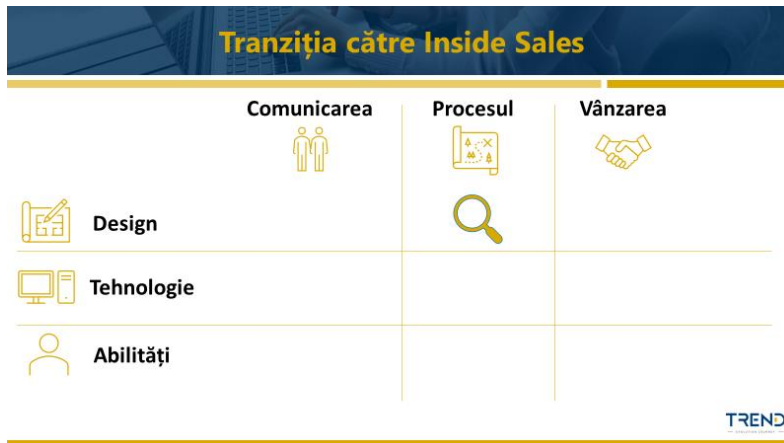 Tranziția către Inside Sales
Comunicarea Procesul Vânzarea
Design
Tehnologie
Abilități
TREND